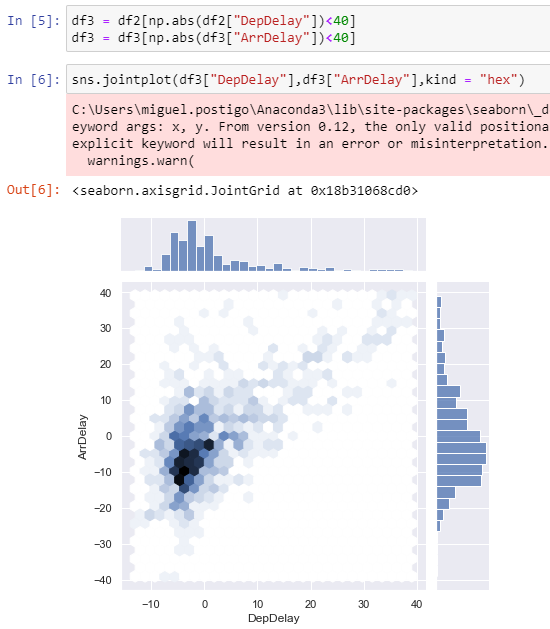 In [5]: df3 = df2[np.abs(df2["DepDelay"])<40]
df3 = df3[np.abs(df3["ArrDelay"])<40]
In [6]: sns.jointplot(df3["DepDelay"],df3["ArrDelay"],kind = "hex")
C:\Users\miguel.postigo\Anaconda3\lib\site-packages\seaborn\_d
eyword args: x, y. From version 0.12, the only valid positiona
explicit keyword will result in an error or misinterpretation.
warnings.warn(
Out[6]: <seaborn.axisgrid.JointGrid at 0x18b31068cd0>
40
30
20
10
0
−10
−20
−30
−40
ArrDelay
−10 0 10 20 30 40
DepDelay